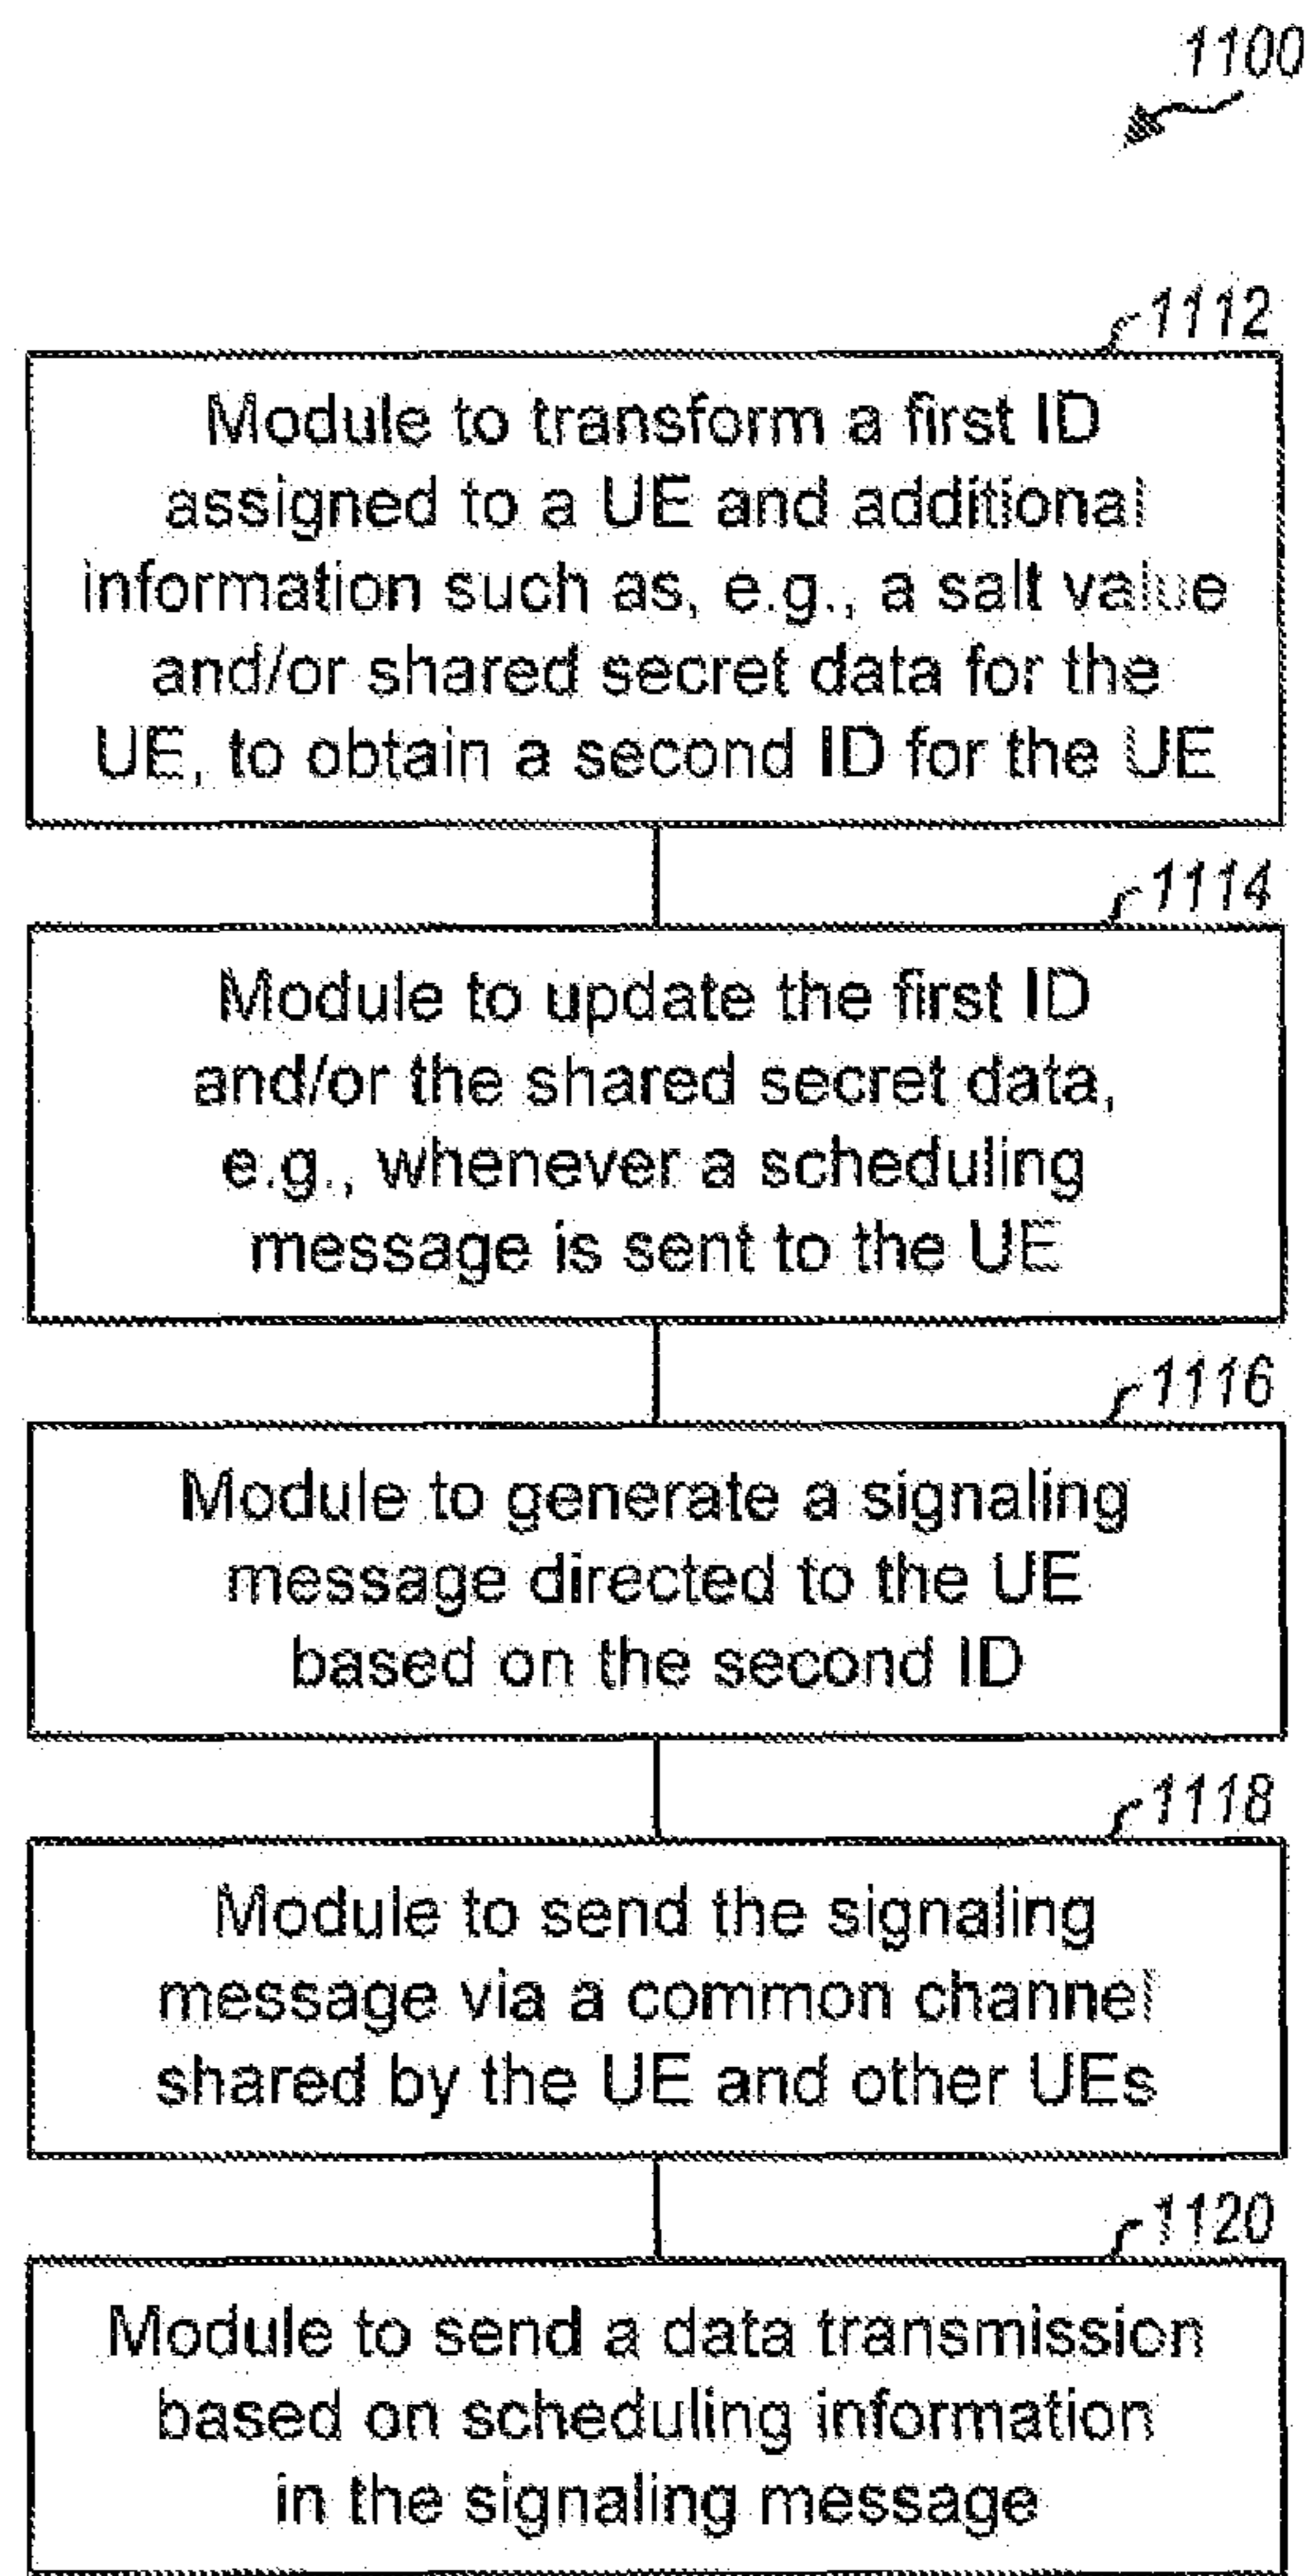 1100
1112
Module to transform a first ID
assigned to a UE and additional
information such as, e.g., a salt value
and/or shared secret data for the
UE, to obtain a second ID for the UE
1114
Module to update the first ID
and/or the shared secret data,
e.g., whenever a scheduling
message is sent to the UE
1116
Module to generate a signaling
message directed to the UE
based on the second ID
1118
Module to send the signaling
message via a common channel
shared by the UE and other UEs
1120
Module to send a data transmission
based on scheduling information
in the signaling message